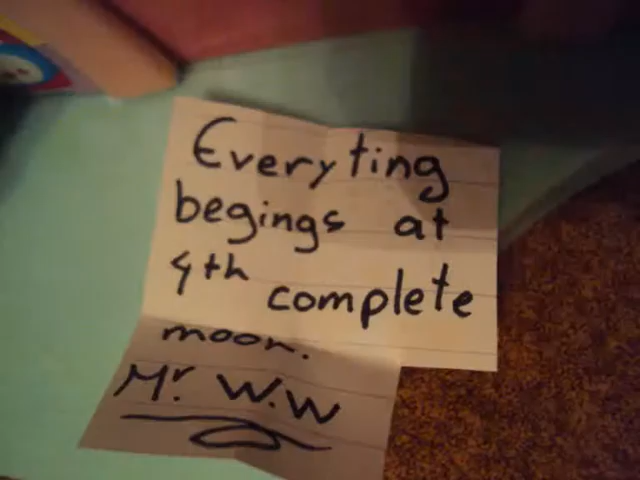 Everyting
begings at
4th complete
moon.
Mr. W.W